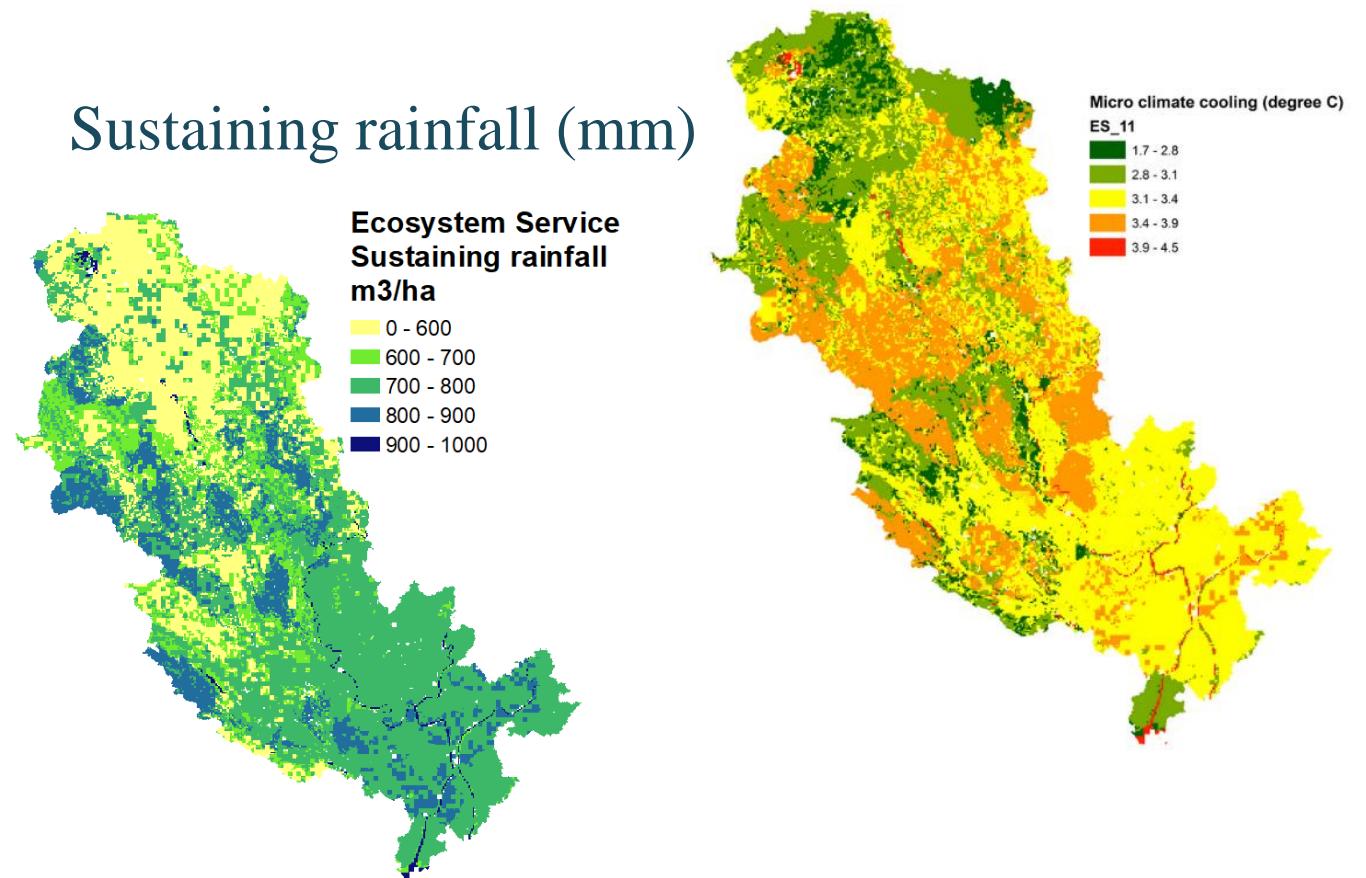 Sustaining rainfall (mm)
Ecosystem Service
Sustaining rainfall
m3/ha
0 - 600
600 - 700
700 - 800
800 - 900
900 - 1000
Micro climate cooling (degree C)
ES_11
1.7 - 2.8
2.8 - 3.1
3.1 - 3.4
3.4 - 3.9
3.9 - 4.5